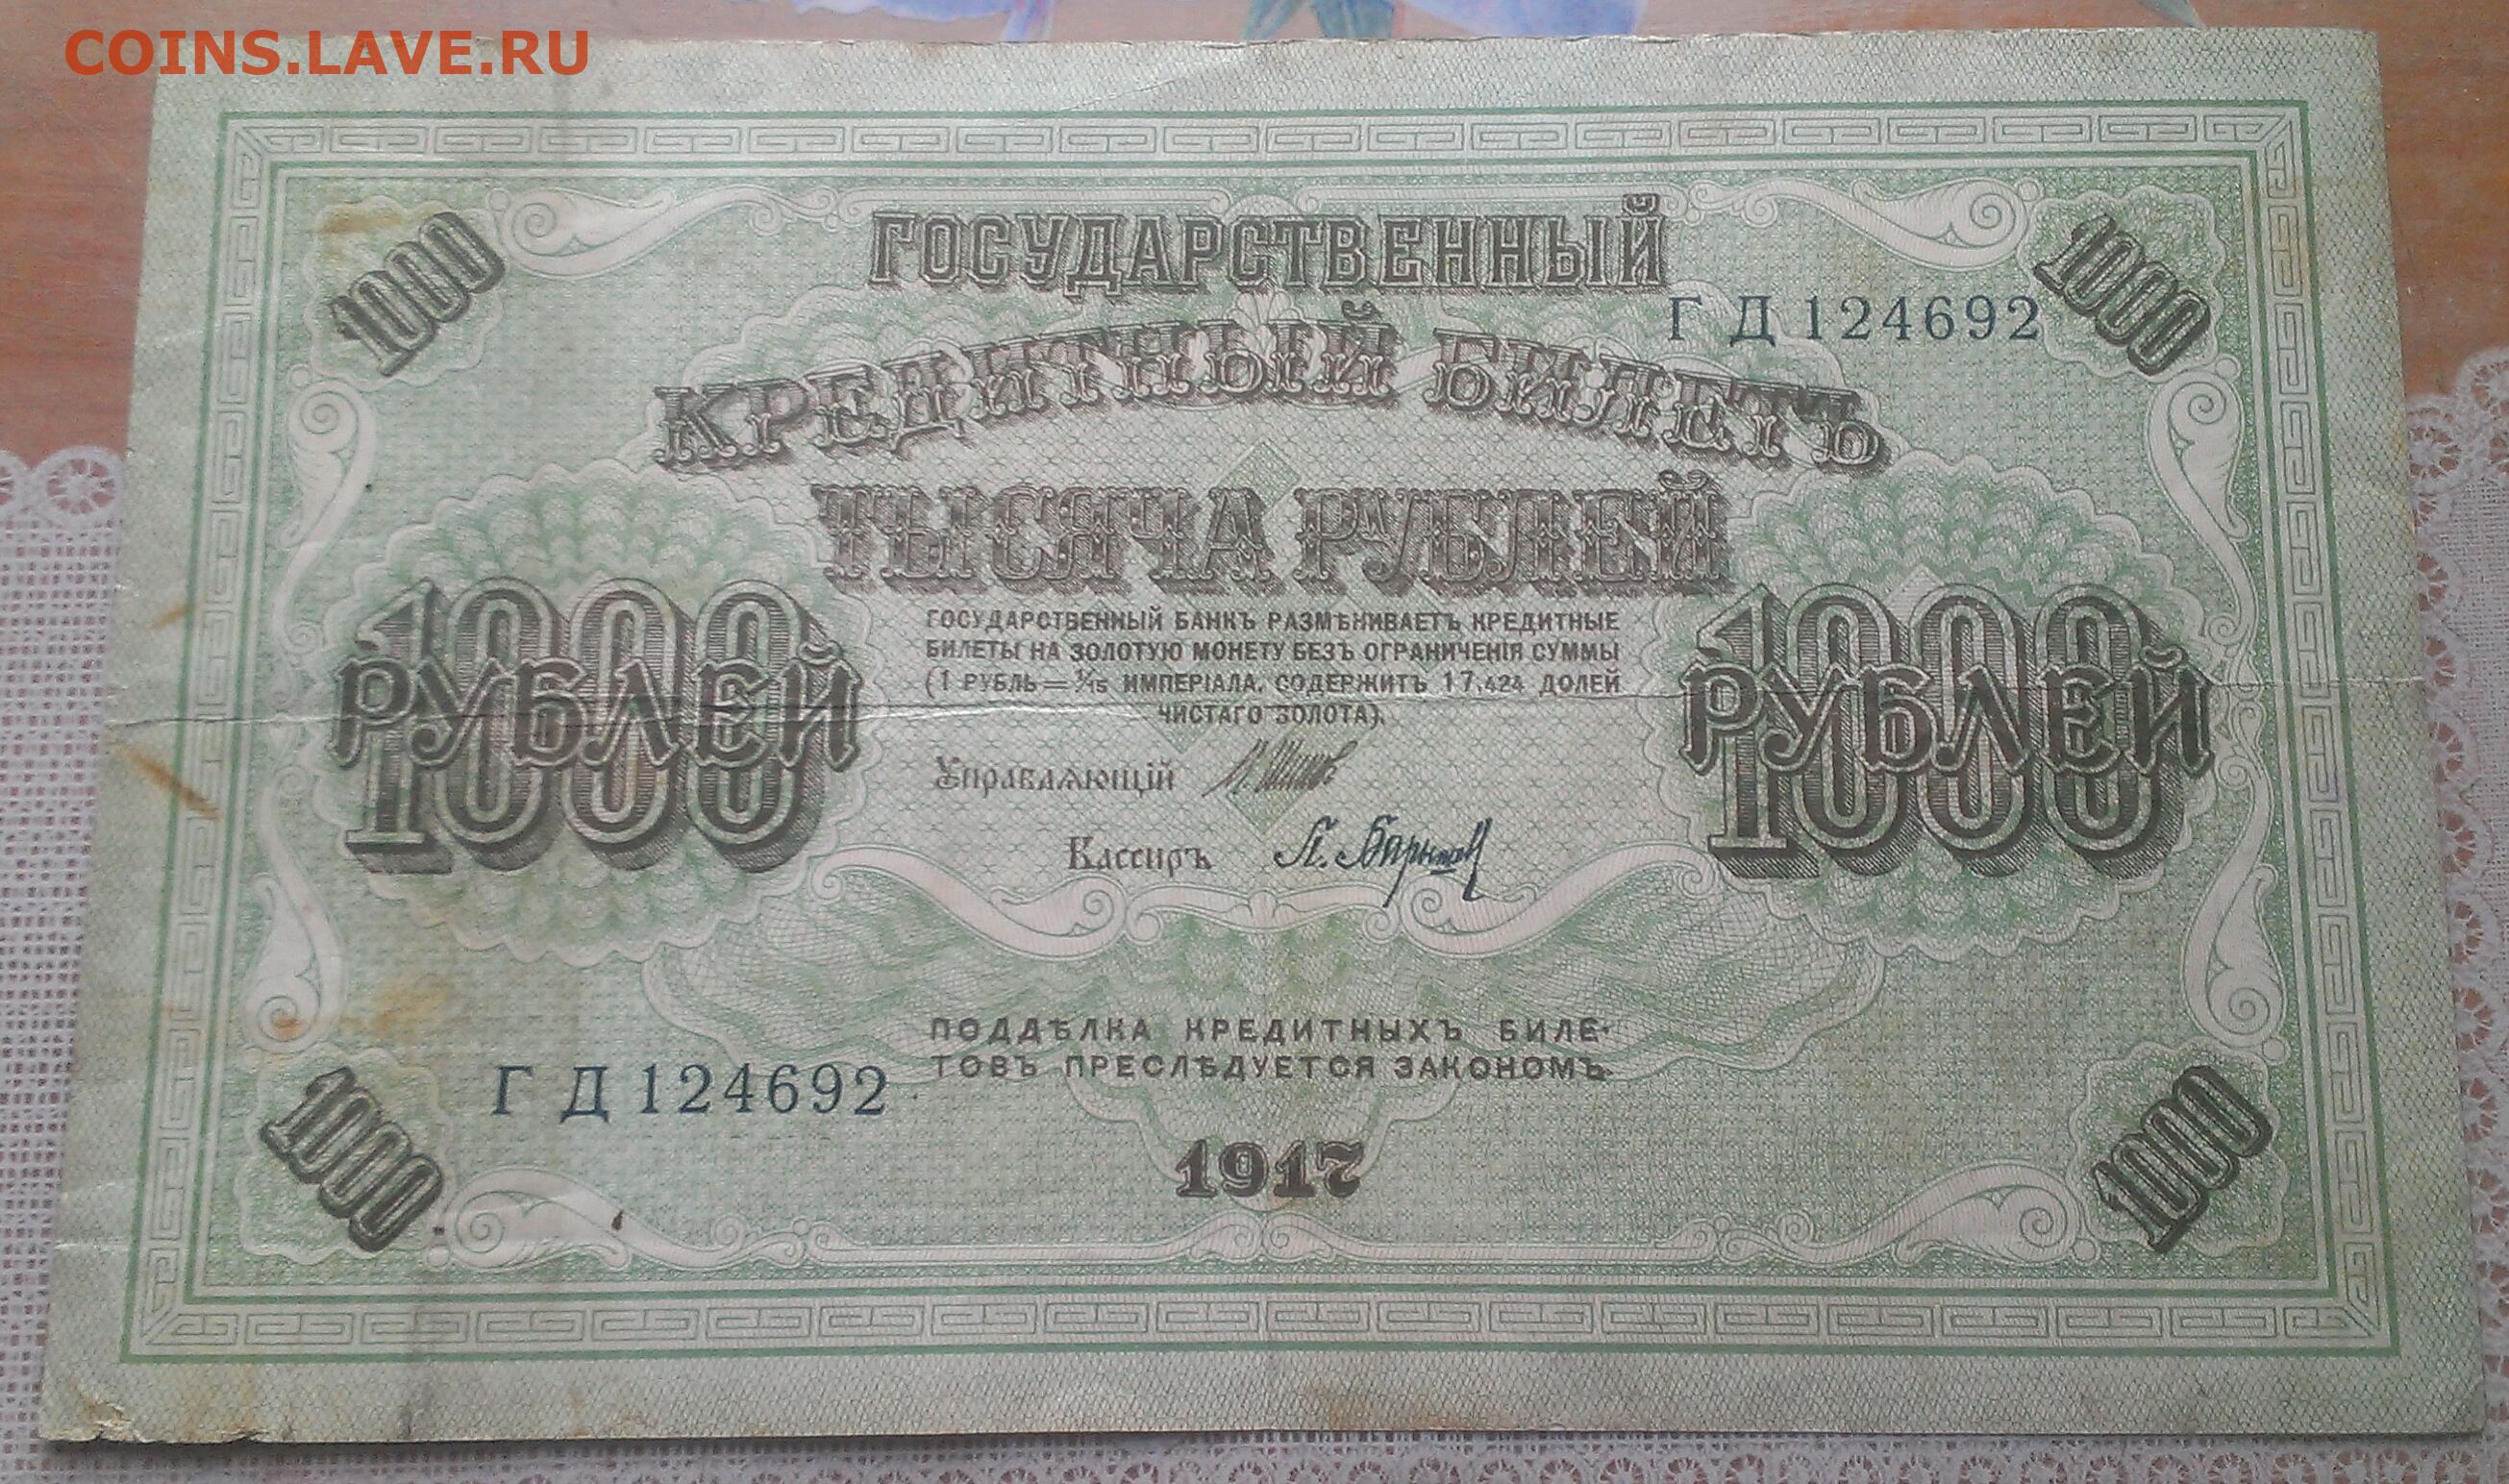 COINS.LAVE.RU
1000
ГОСУДАРСТВЕННЫЙ
1000
ГД 124692
КРЕДИТНЫЙ БИЛЕТЪ
ТЫСЯЧА РУБЛЕЙ
1000
РУБЛЕЙ
1000
РУБЛЕЙ
ГОСУДАРСТВЕННЫЙ БАНКЪ РАЗМѢНИВАЕТЪ КРЕДИТНЫЕ
БИЛЕТЫ НА ЗОЛОТУЮ МОНЕТУ БЕЗЪ ОГРАНИЧЕНІЯ СУММЫ
(1 РУБЛЬ = 1/15 ИМПЕРІАЛА, СОДЕРЖИТЪ 17,424 ДОЛЕЙ
ЧИСТАГО ЗОЛОТА).
Управляющій И. Шипов
Кассиръ П. Барышев
ПОДДѢЛКА КРЕДИТНЫХЪ БИЛЕ-
ТОВЪ ПРЕСЛѢДУЕТСЯ ЗАКОНОМЪ.
ГД 124692
1000
1917
1000